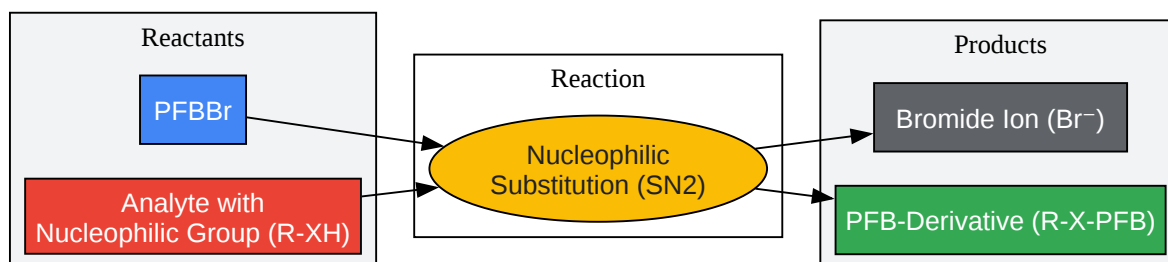 Reactants
PFBBr
Analyte with
Nucleophilic Group (R-XH)
Reaction
Nucleophilic
Substitution (SN2)
Products
Bromide Ion (Br⁻)
PFB-Derivative (R-X-PFB)